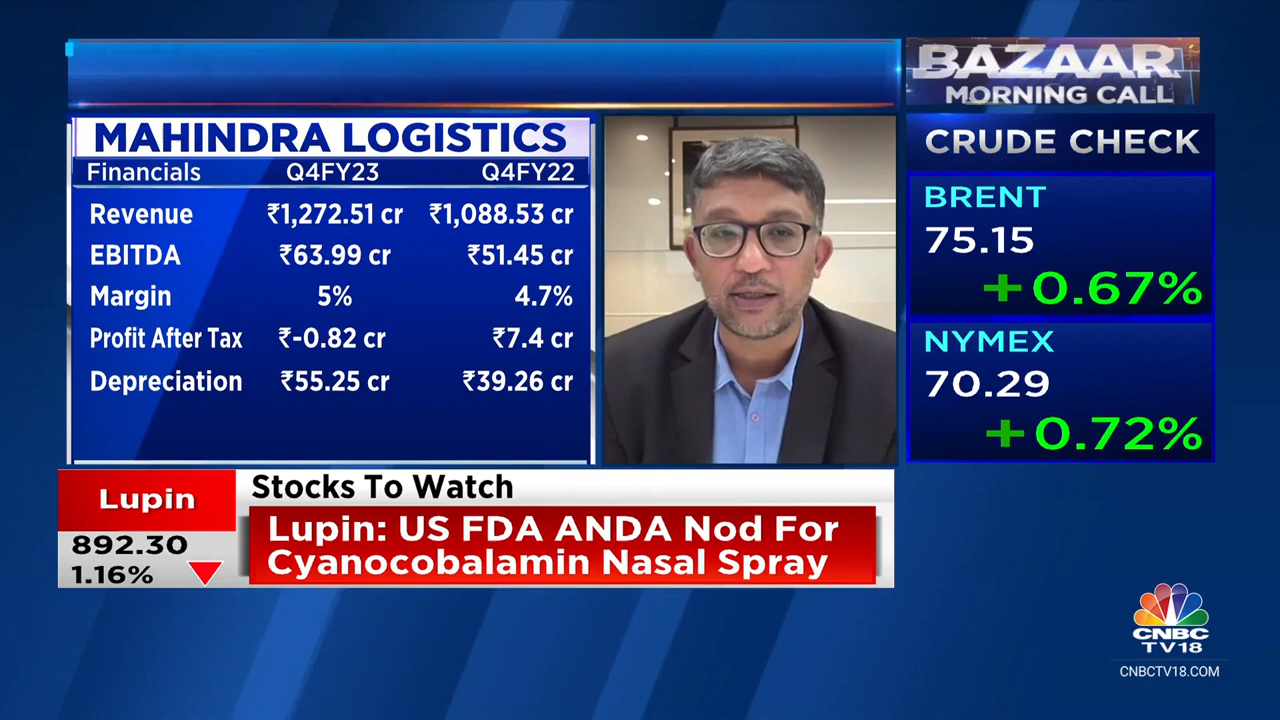 BAZAAR
MORNING CALL
MAHINDRA LOGISTICS
Financials Q4FY23 Q4FY22
Revenue ₹1,272.51 cr ₹1,088.53 cr
EBITDA ₹63.99 cr ₹51.45 cr
Margin 5% 4.7%
Profit After Tax ₹-0.82 cr ₹7.4 cr
Depreciation ₹55.25 cr ₹39.26 cr
CRUDE CHECK
BRENT
75.15
+0.67%
NYMEX
70.29
+0.72%
Lupin
892.30
1.16%
Stocks To Watch
Lupin: US FDA ANDA Nod For
Cyanocobalamin Nasal Spray
CNBC
TV18
CNBCTV18.COM